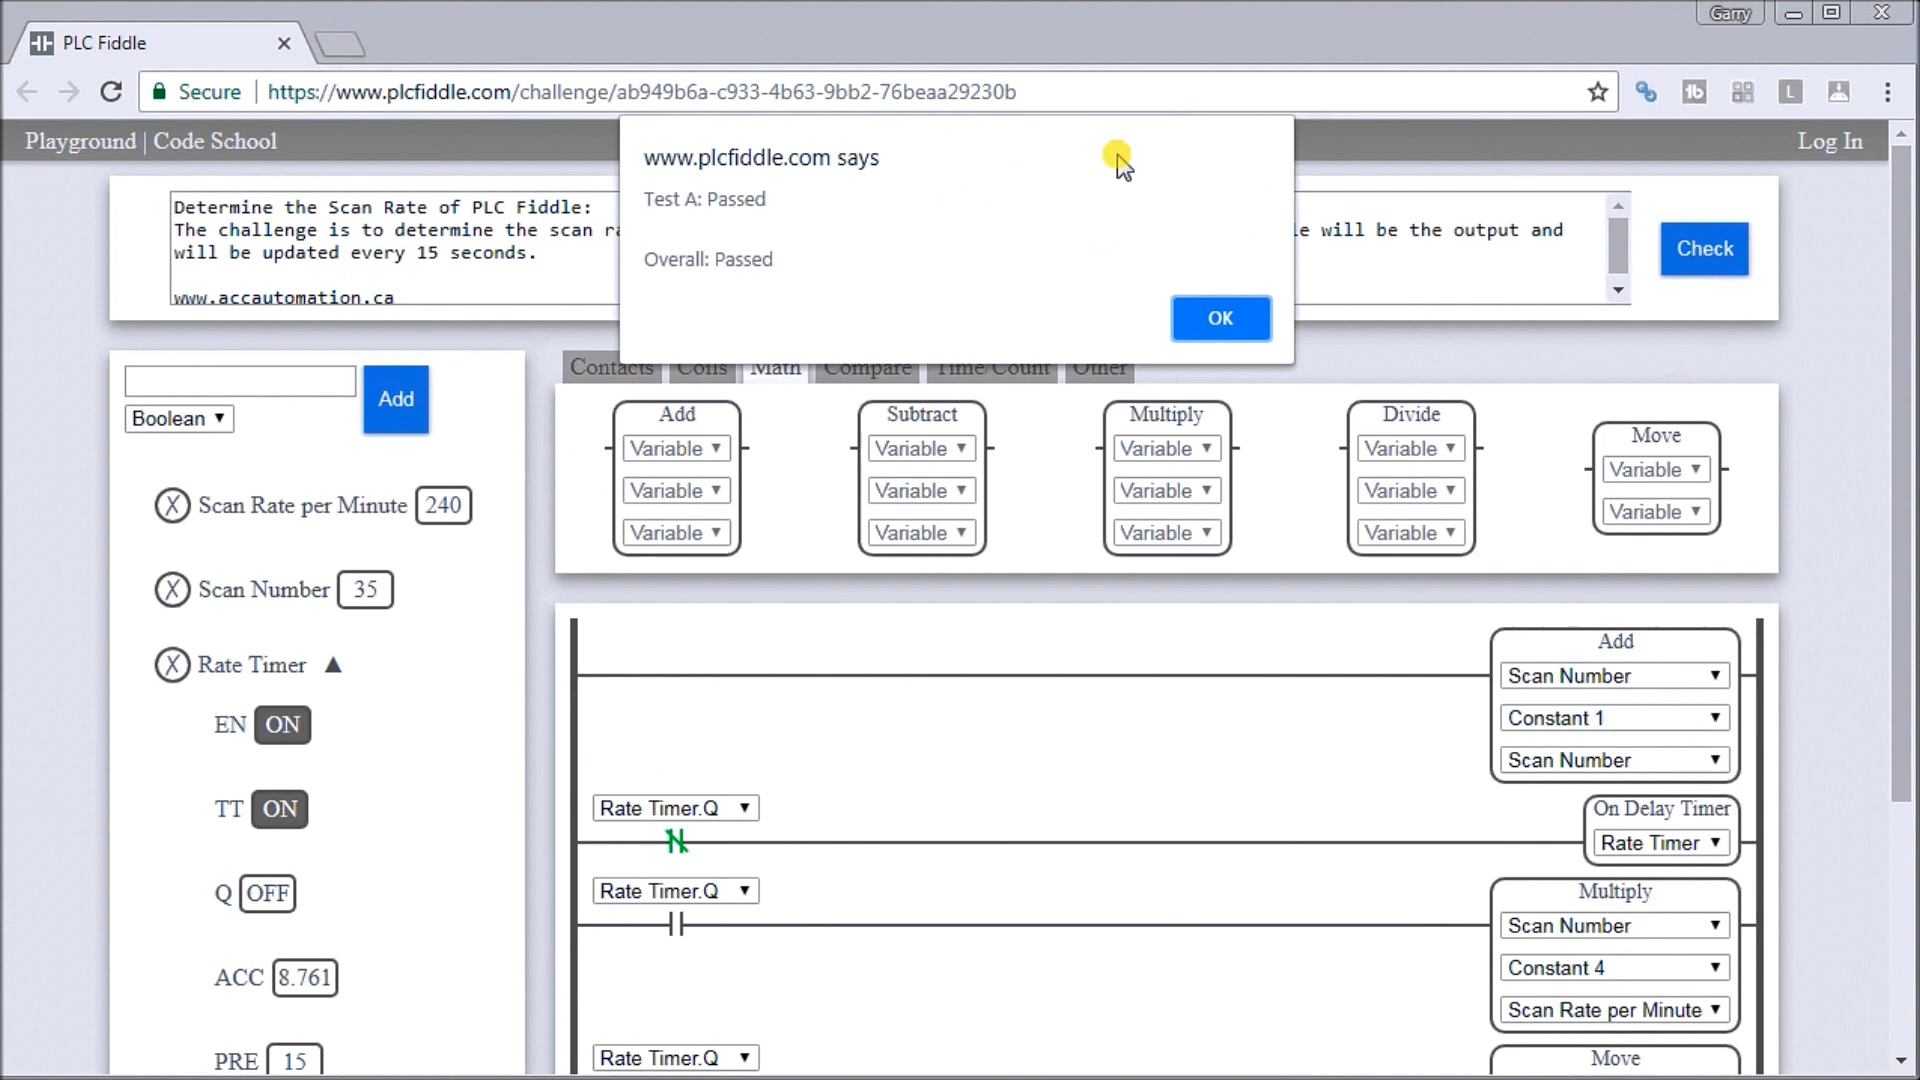 Garry
PLC Fiddle
Secure | https://www.plcfiddle.com/challenge/ab949b6a-c933-4b63-9bb2-76beaa29230b
Playground | Code School
Log In
www.plcfiddle.com says
Test A: Passed
Overall: Passed
OK
Determine the Scan Rate of PLC Fiddle:
The challenge is to determine the scan ra
le will be the output and
will be updated every 15 seconds.
www.accautomation.ca
Check
Add
Boolean
Contacts Coils Math Compare Time/Count Other
Add Subtract Multiply Divide Move
Variable Variable Variable Variable Variable
Variable Variable Variable Variable Variable
Variable Variable Variable Variable
Scan Rate per Minute 240
Scan Number 35
Rate Timer
EN ON
TT ON
Q OFF
ACC 8.761
PRE 15
Add
Scan Number
Constant 1
Scan Number
Rate Timer.Q
On Delay Timer
Rate Timer
Rate Timer.Q
Multiply
Scan Number
Constant 4
Scan Rate per Minute
Rate Timer.Q
Move